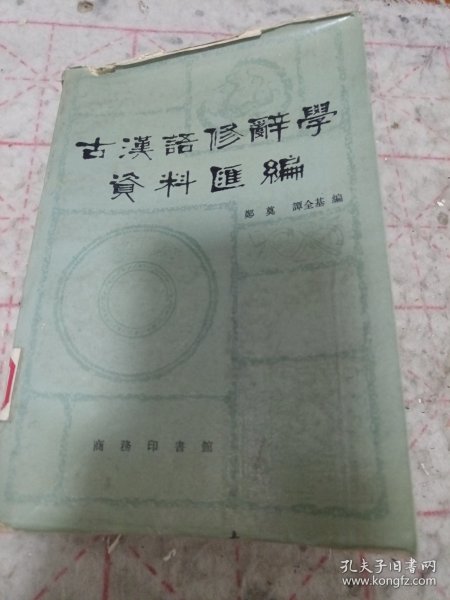 古漢語修辭學
資料匯編
鄭奠 譚全基 編
商務印書館
孔夫子旧书网
www.kongfz.com